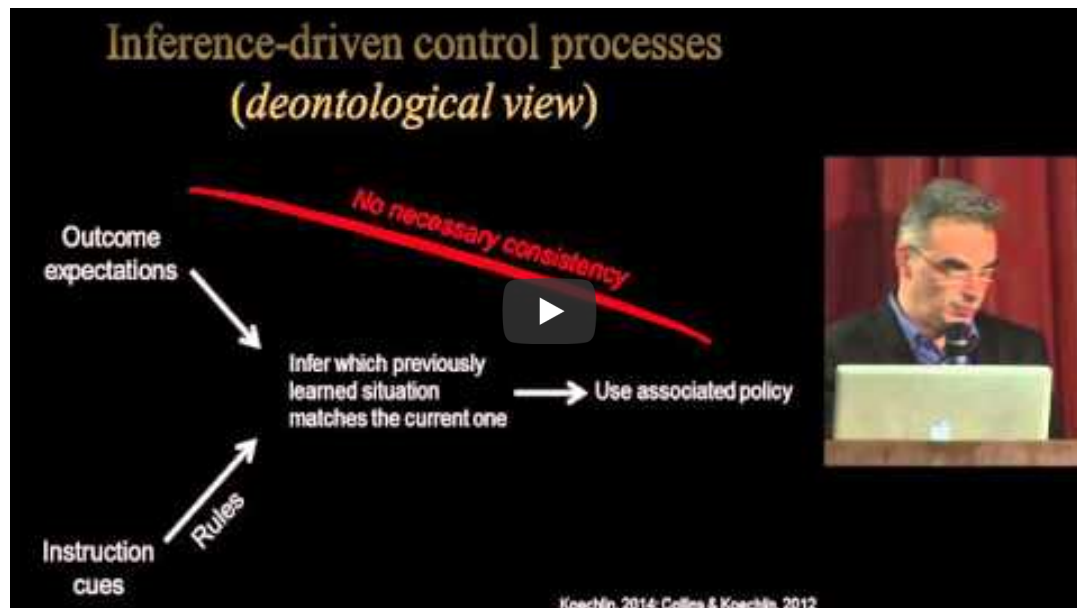 Inference-driven control processes
(deontological view)
No necessary consistency
Outcome
expectations
Infer which previously
learned situation
matches the current one
Use associated policy
Rules
Instruction
cues
Koechlin, 2014; Collins & Koechlin, 2012